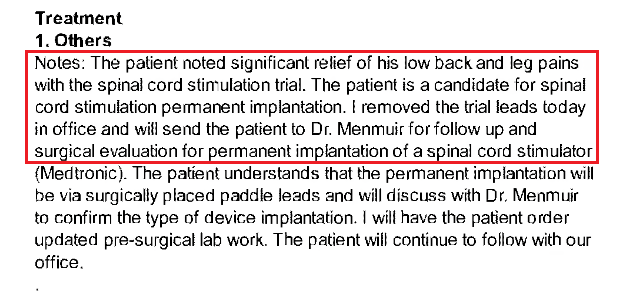 Treatment
1. Others
Notes: The patient noted significant relief of his low back and leg pains
with the spinal cord stimulation trial. The patient is a candidate for spinal
cord stimulation permanent implantation. I removed the trial leads today
in office and will send the patient to Dr. Menmuir for follow up and
surgical evaluation for permanent implantation of a spinal cord stimulator
(Medtronic). The patient understands that the permanent implantation will
be via surgically placed paddle leads and will discuss with Dr. Menmuir
to confirm the type of device implantation. I will have the patient order
updated pre-surgical lab work. The patient will continue to follow with our
office.
.